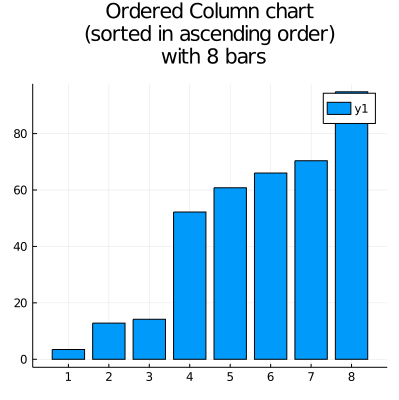 Ordered Column chart
(sorted in ascending order)
with 8 bars
y1
80
60
40
20
0
1 2 3 4 5 6 7 8